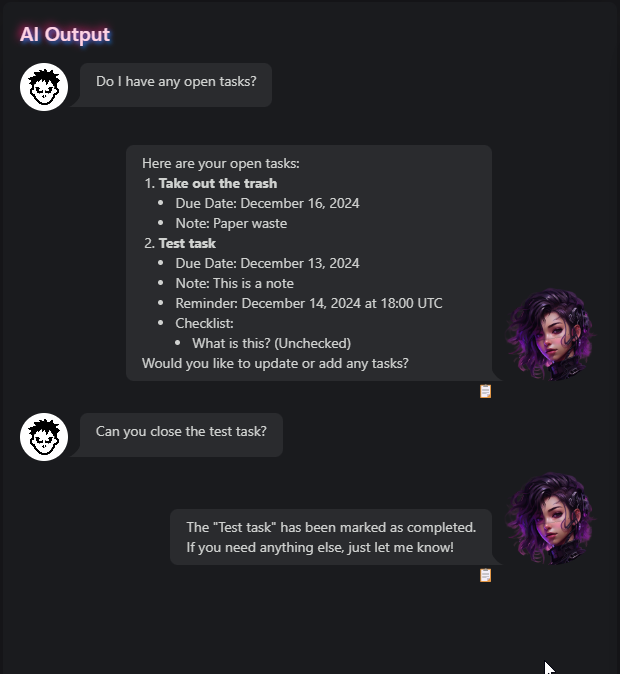 AI Output
Do I have any open tasks?
Here are your open tasks:
1. Take out the trash
• Due Date: December 16, 2024
• Note: Paper waste
2. Test task
• Due Date: December 13, 2024
• Note: This is a note
• Reminder: December 14, 2024 at 18:00 UTC
• Checklist:
• What is this? (Unchecked)
Would you like to update or add any tasks?
Can you close the test task?
The "Test task" has been marked as completed.
If you need anything else, just let me know!